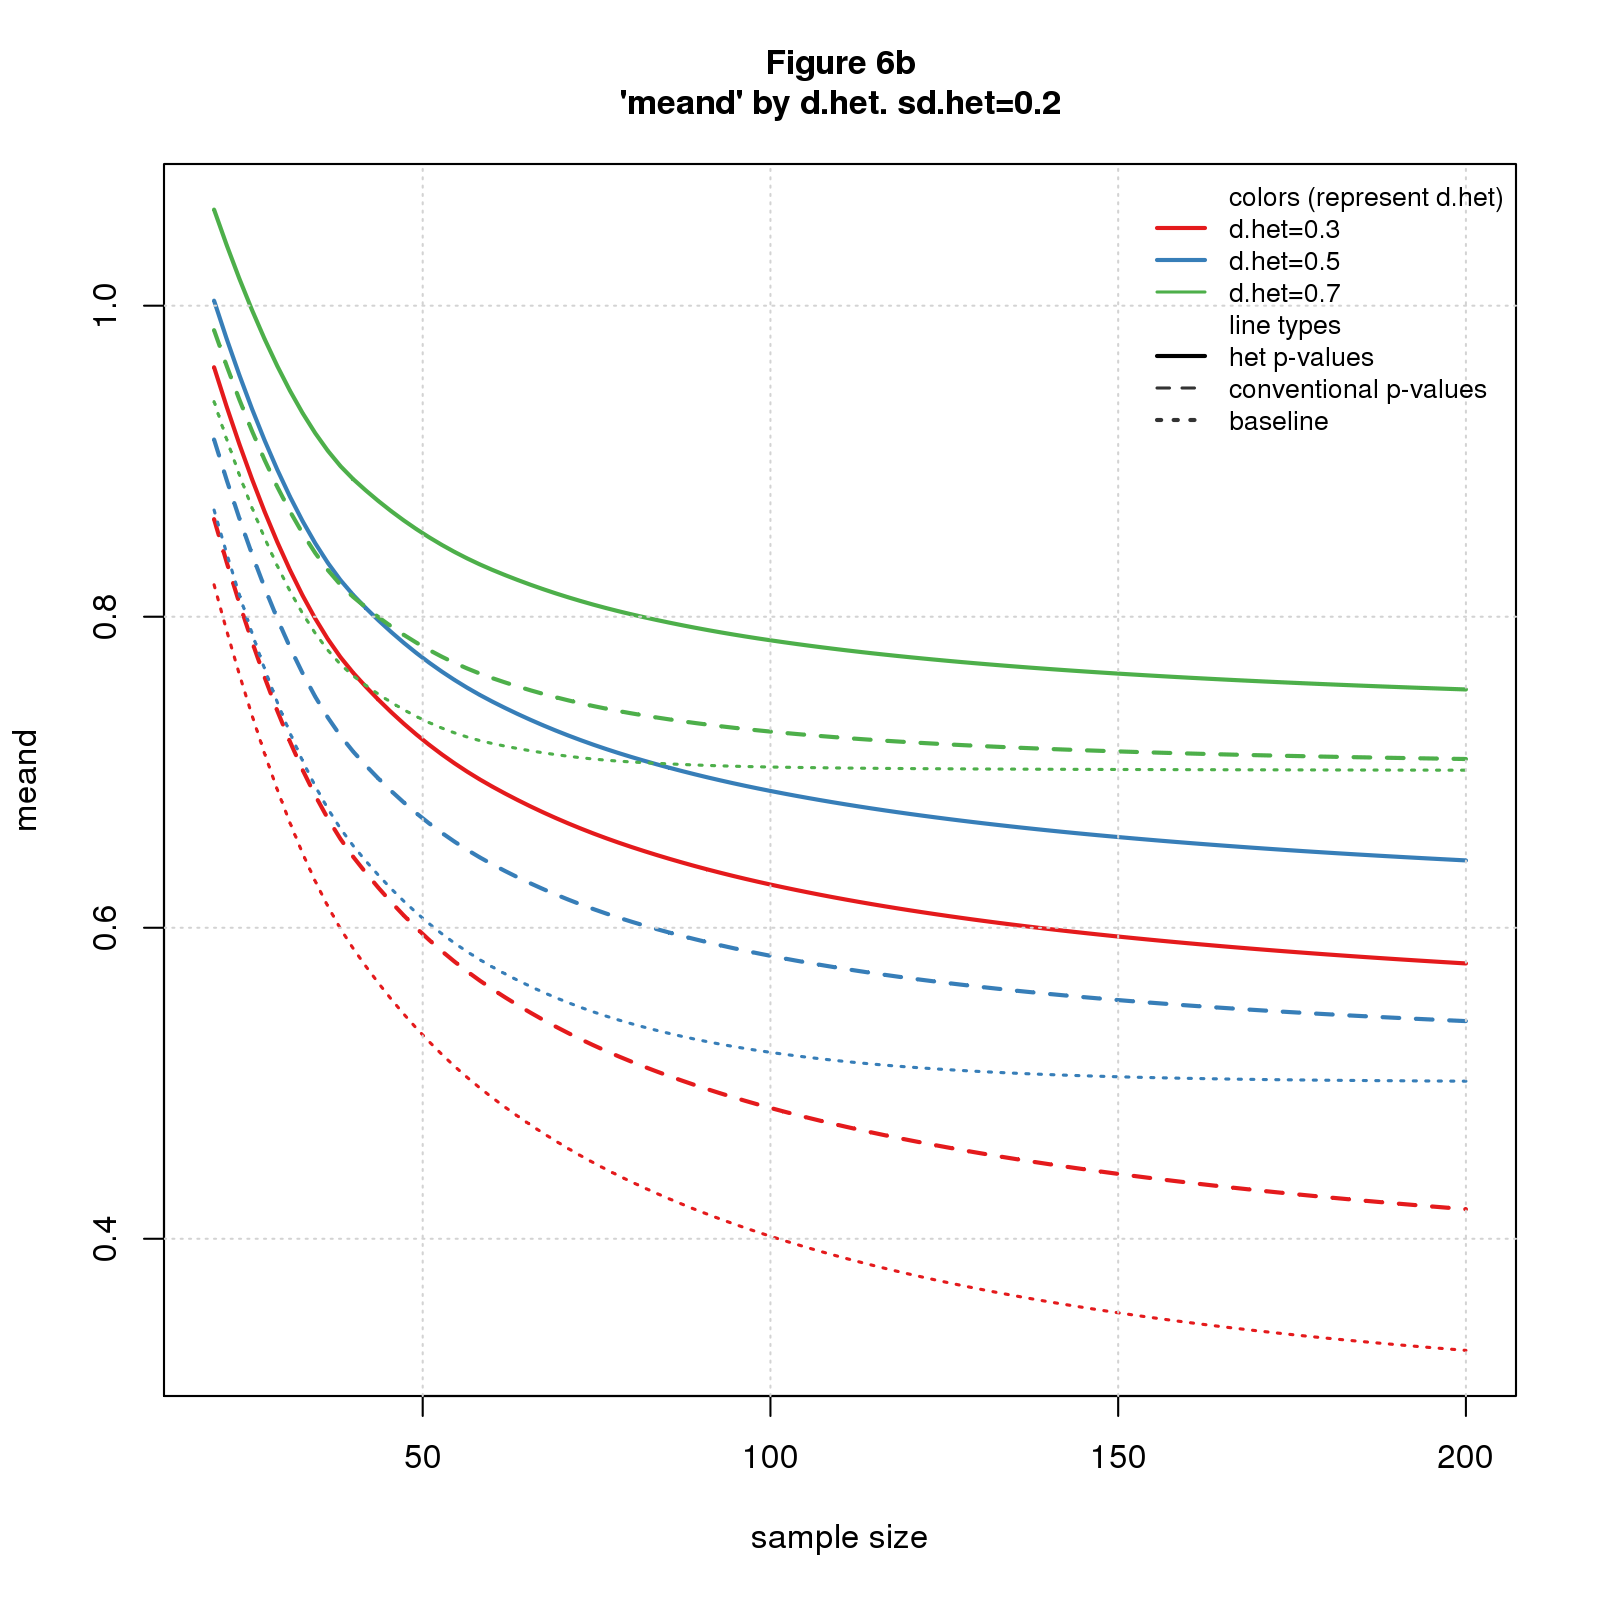 Figure 6b
'meand' by d.het. sd.het=0.2
colors (represent d.het)
d.het=0.3
d.het=0.5
d.het=0.7
line types
het p-values
conventional p-values
baseline
meand
1.0
0.8
0.6
0.4
50 100 150 200
sample size